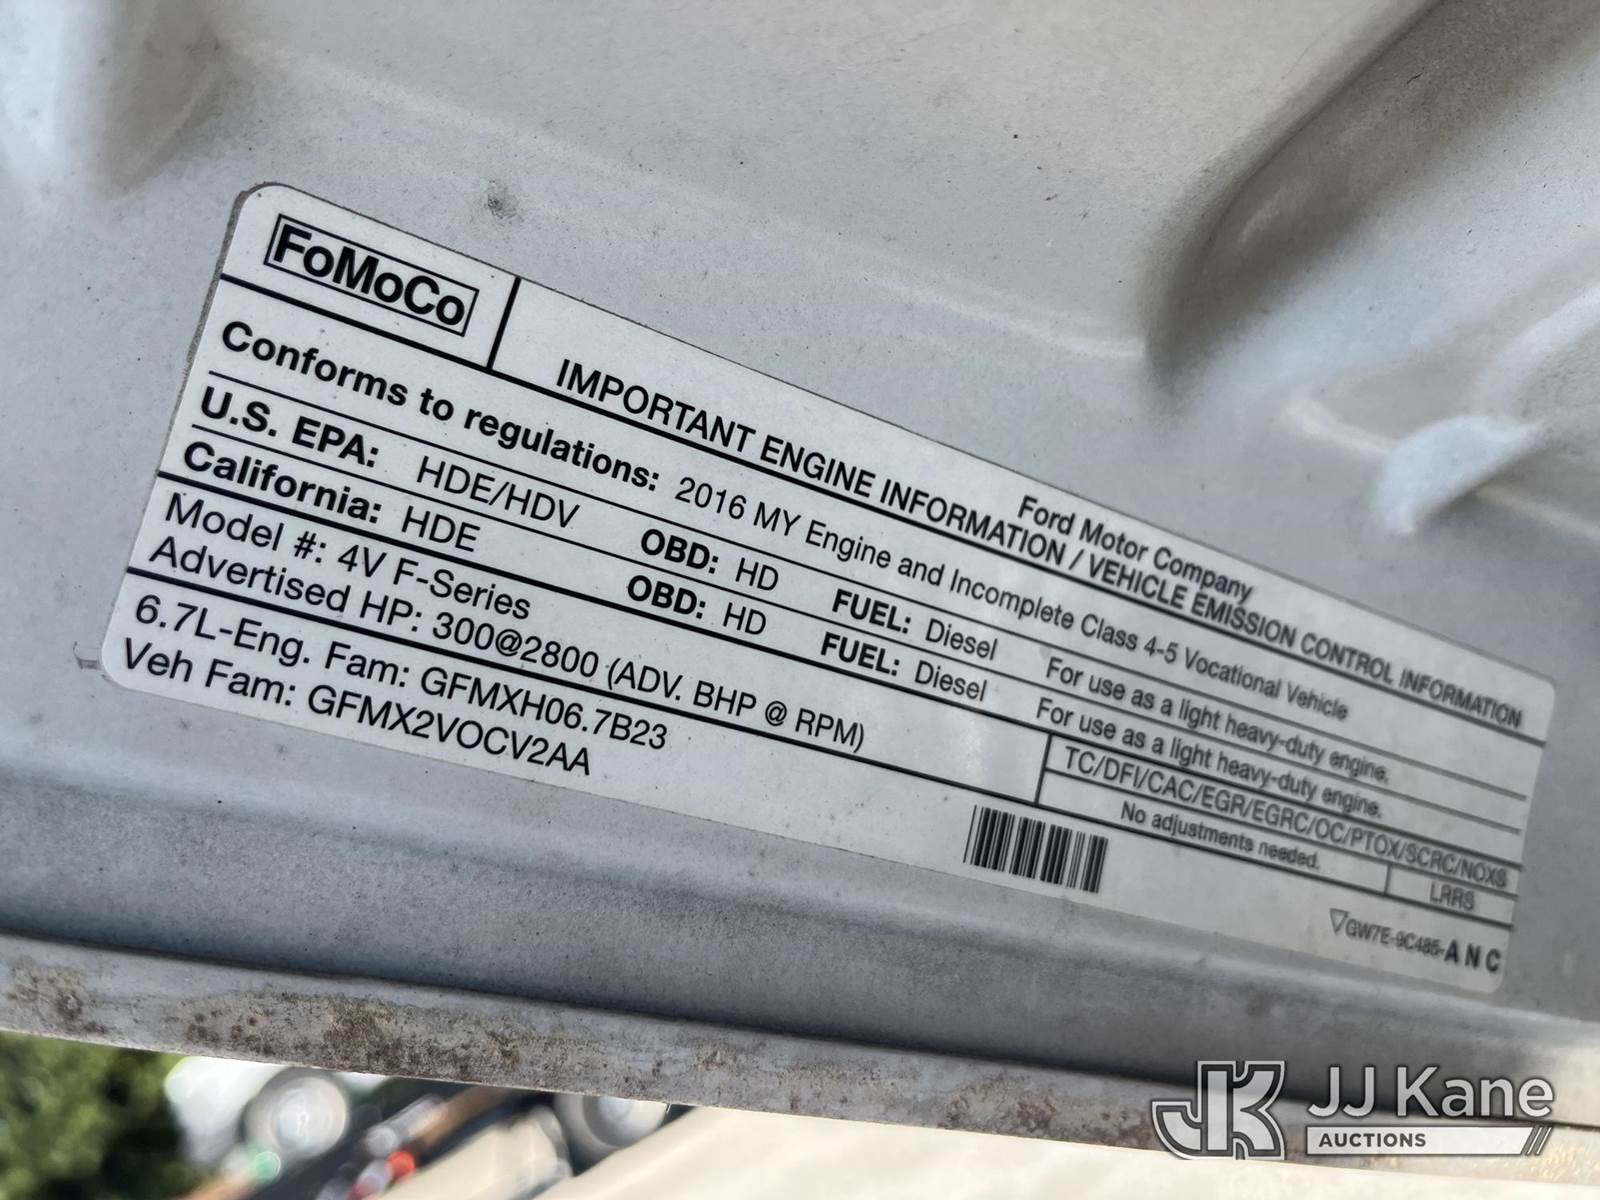 FoMoCo
Ford Motor Company
IMPORTANT ENGINE INFORMATION / VEHICLE EMISSION CONTROL INFORMATION
Conforms to regulations: 2016 MY Engine and Incomplete Class 4-5 Vocational Vehicle
U.S. EPA: HDE/HDV OBD: HD FUEL: Diesel For use as a light heavy-duty engine.
California: HDE OBD: HD FUEL: Diesel For use as a light heavy-duty engine.
Model #: 4V F-Series
Advertised HP: 300@2800 (ADV. BHP @ RPM)
TC/DFI/CAC/EGR/EGRC/OC/PTOX/SCRC/NOXS
No adjustments needed.
LRRS
6.7L-Eng. Fam: GFMXH06.7B23
Veh Fam: GFMX2VOCV2AA
GW7E-9C485-ANC
JK JJ Kane
AUCTIONS